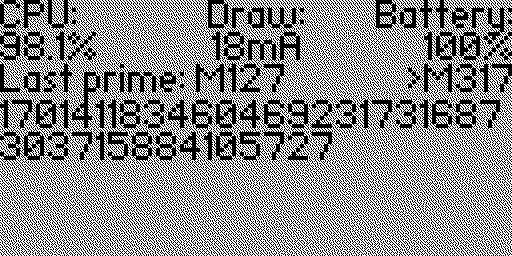 CPU: Draw: Battery:
98.1% 18mA 100%
Last prime: M127 >M317
170141183460469231731687
303715884105727